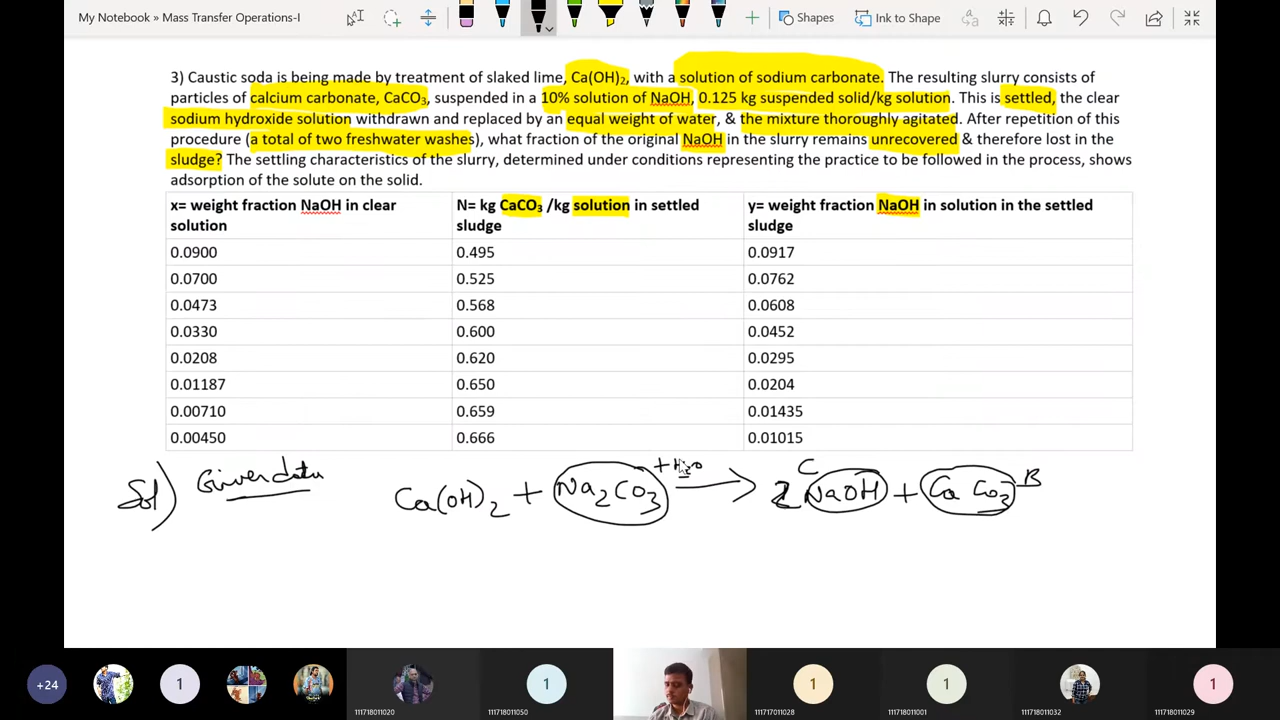 My Notebook » Mass Transfer Operations-I
Shapes
Ink to Shape
3) Caustic soda is being made by treatment of slaked lime, Ca(OH)₂, with a solution of sodium carbonate. The resulting slurry consists of
particles of calcium carbonate, CaCO₃, suspended in a 10% solution of NaOH, 0.125 kg suspended solid/kg solution. This is settled, the clear
sodium hydroxide solution withdrawn and replaced by an equal weight of water, & the mixture thoroughly agitated. After repetition of this
procedure (a total of two freshwater washes), what fraction of the original NaOH in the slurry remains unrecovered & therefore lost in the
sludge? The settling characteristics of the slurry, determined under conditions representing the practice to be followed in the process, shows
adsorption of the solute on the solid.
x= weight fraction NaOH in clear solution N= kg CaCO₃ /kg solution in settled sludge y= weight fraction NaOH in solution in the settled sludge
0.0900 0.495 0.0917
0.0700 0.525 0.0762
0.0473 0.568 0.0608
0.0330 0.600 0.0452
0.0208 0.620 0.0295
0.01187 0.650 0.0204
0.00710 0.659 0.01435
0.00450 0.666 0.01015
Sol) Given data
Ca(OH)₂ + Na₂CO₃ +H₂O → 2 NaOH + CaCO₃
C B
+24 1 1 1 1 1
111718011020 111718011050 111717011028 111718011001 111718011032 111718011029